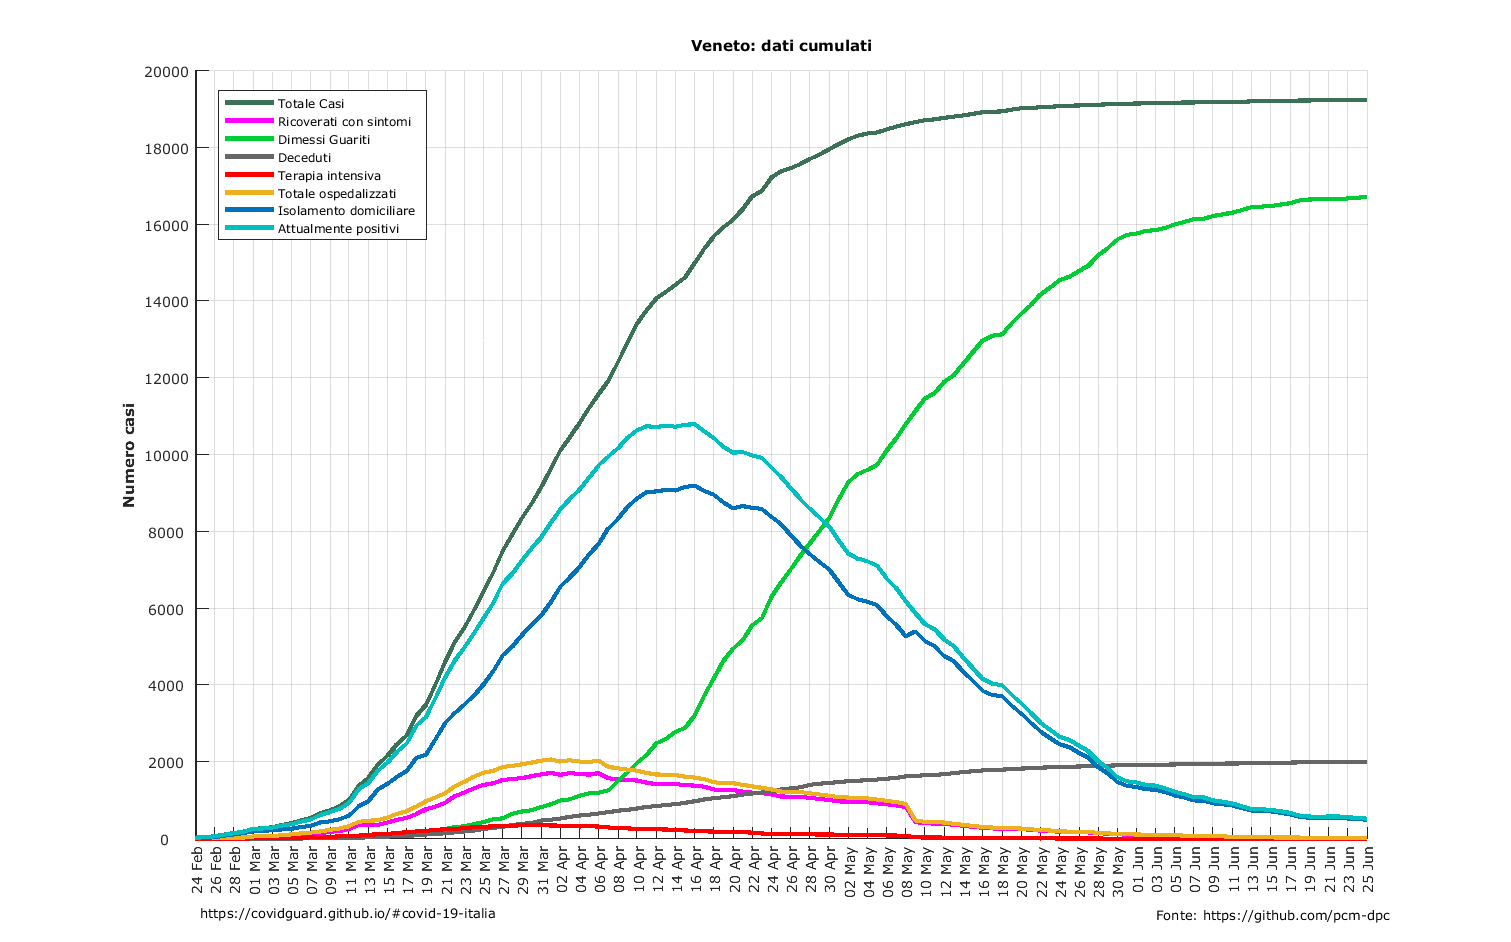 Veneto: dati cumulati
20000
18000
16000
14000
12000
10000
8000
6000
4000
2000
0
Numero casi
Totale Casi
Ricoverati con sintomi
Dimessi Guariti
Deceduti
Terapia intensiva
Totale ospedalizzati
Isolamento domiciliare
Attualmente positivi
24 Feb
26 Feb
28 Feb
01 Mar
03 Mar
05 Mar
07 Mar
09 Mar
11 Mar
13 Mar
15 Mar
17 Mar
19 Mar
21 Mar
23 Mar
25 Mar
27 Mar
29 Mar
31 Mar
02 Apr
04 Apr
06 Apr
08 Apr
10 Apr
12 Apr
14 Apr
16 Apr
18 Apr
20 Apr
22 Apr
24 Apr
26 Apr
28 Apr
30 Apr
02 May
04 May
06 May
08 May
10 May
12 May
14 May
16 May
18 May
20 May
22 May
24 May
26 May
28 May
30 May
01 Jun
03 Jun
05 Jun
07 Jun
09 Jun
11 Jun
13 Jun
15 Jun
17 Jun
19 Jun
21 Jun
23 Jun
25 Jun
https://covidguard.github.io/#covid-19-italia
Fonte: https://github.com/pcm-dpc